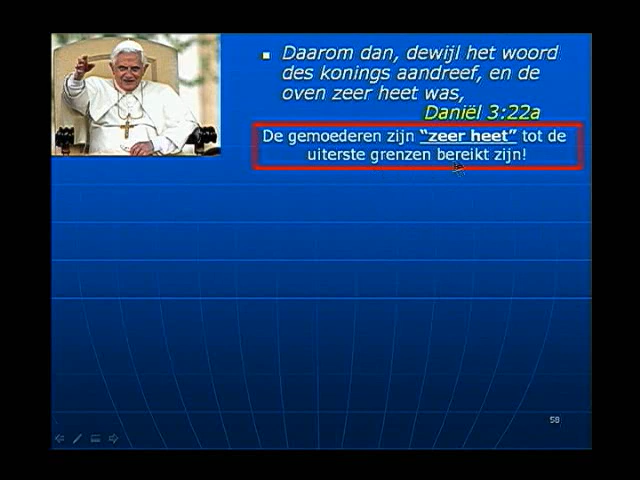 Daarom dan, dewijl het woord
des konings aandreef, en de
oven zeer heet was,
Daniël 3:22a
De gemoederen zijn “zeer heet” tot de
uiterste grenzen bereikt zijn!
58